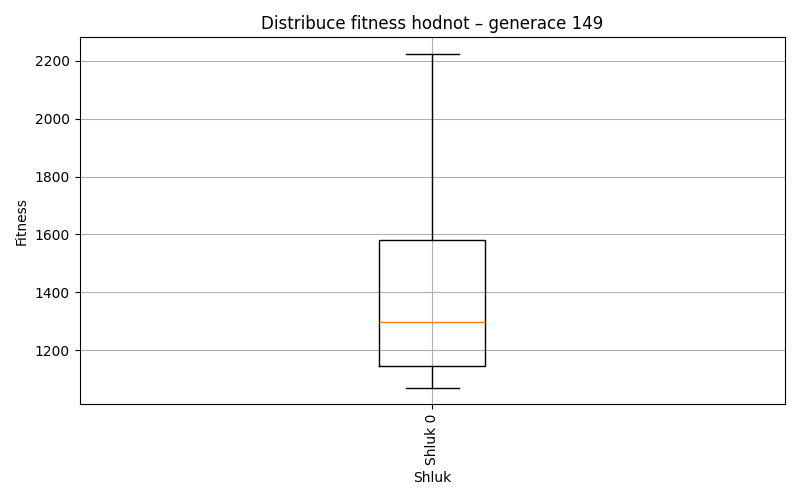 Distribuce fitness hodnot – generace 149
2200
2000
1800
1600
1400
1200
Fitness
Shluk 0
Shluk